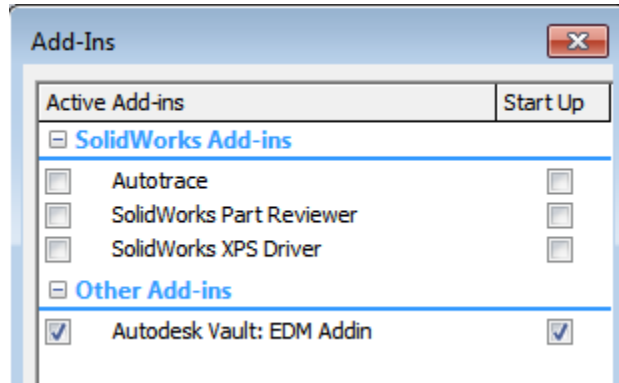 Add-Ins
Active Add-ins Start Up
SolidWorks Add-ins
Autotrace
SolidWorks Part Reviewer
SolidWorks XPS Driver
Other Add-ins
Autodesk Vault: EDM Addin